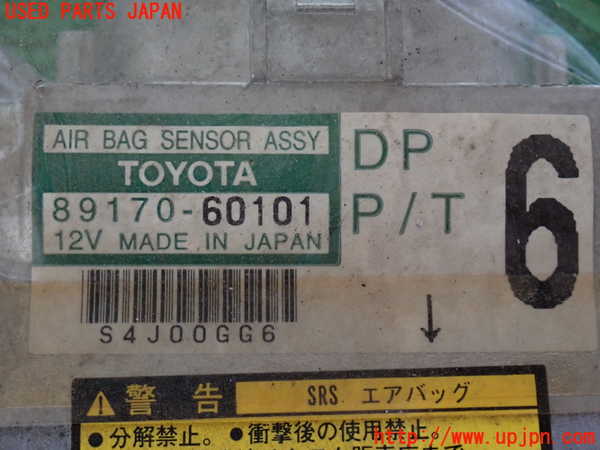 USED PARTS JAPAN
AIR BAG SENSOR ASSY
TOYOTA
89170-60101
12V MADE IN JAPAN
DP
P/T
6
S4J00GG6
警告
SRS エアバッグ
●分解禁止。●衝撃後の使用禁止。
http://www.upjpn.com